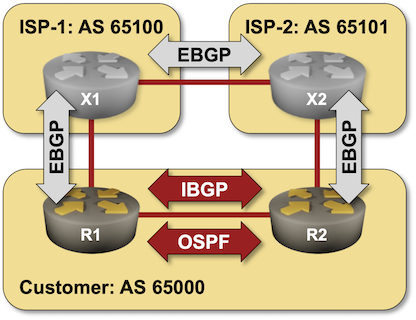 ISP-1: AS 65100
ISP-2: AS 65101
EBGP
X1
X2
EBGP
EBGP
IBGP
R1
R2
OSPF
Customer: AS 65000